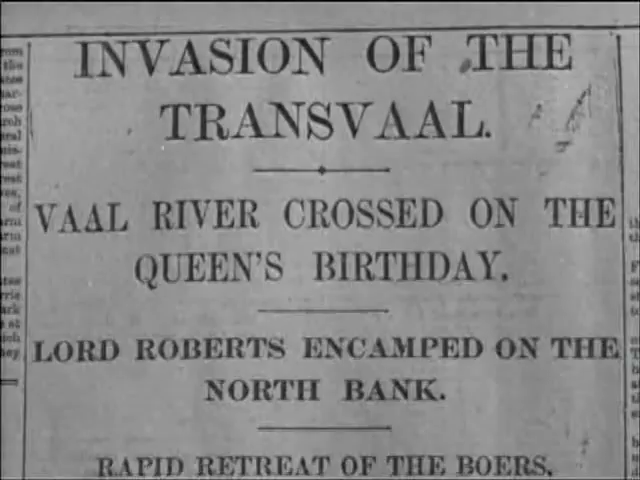 INVASION OF THE
TRANSVAAL.
VAAL RIVER CROSSED ON THE
QUEEN'S BIRTHDAY.
LORD ROBERTS ENCAMPED ON THE
NORTH BANK.
RAPID RETREAT OF THE BOERS.